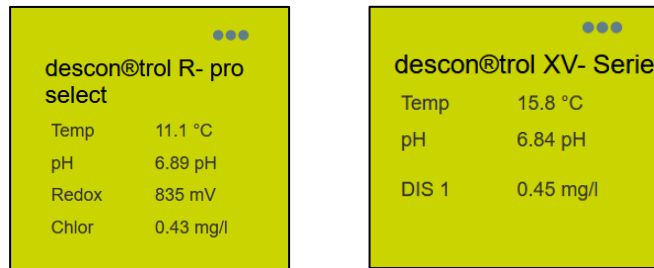 descon®trol R- pro
select
Temp 11.1 °C
pH 6.89 pH
Redox 835 mV
Chlor 0.43 mg/l
descon®trol XV- Serie
Temp 15.8 °C
pH 6.84 pH
DIS 1 0.45 mg/l